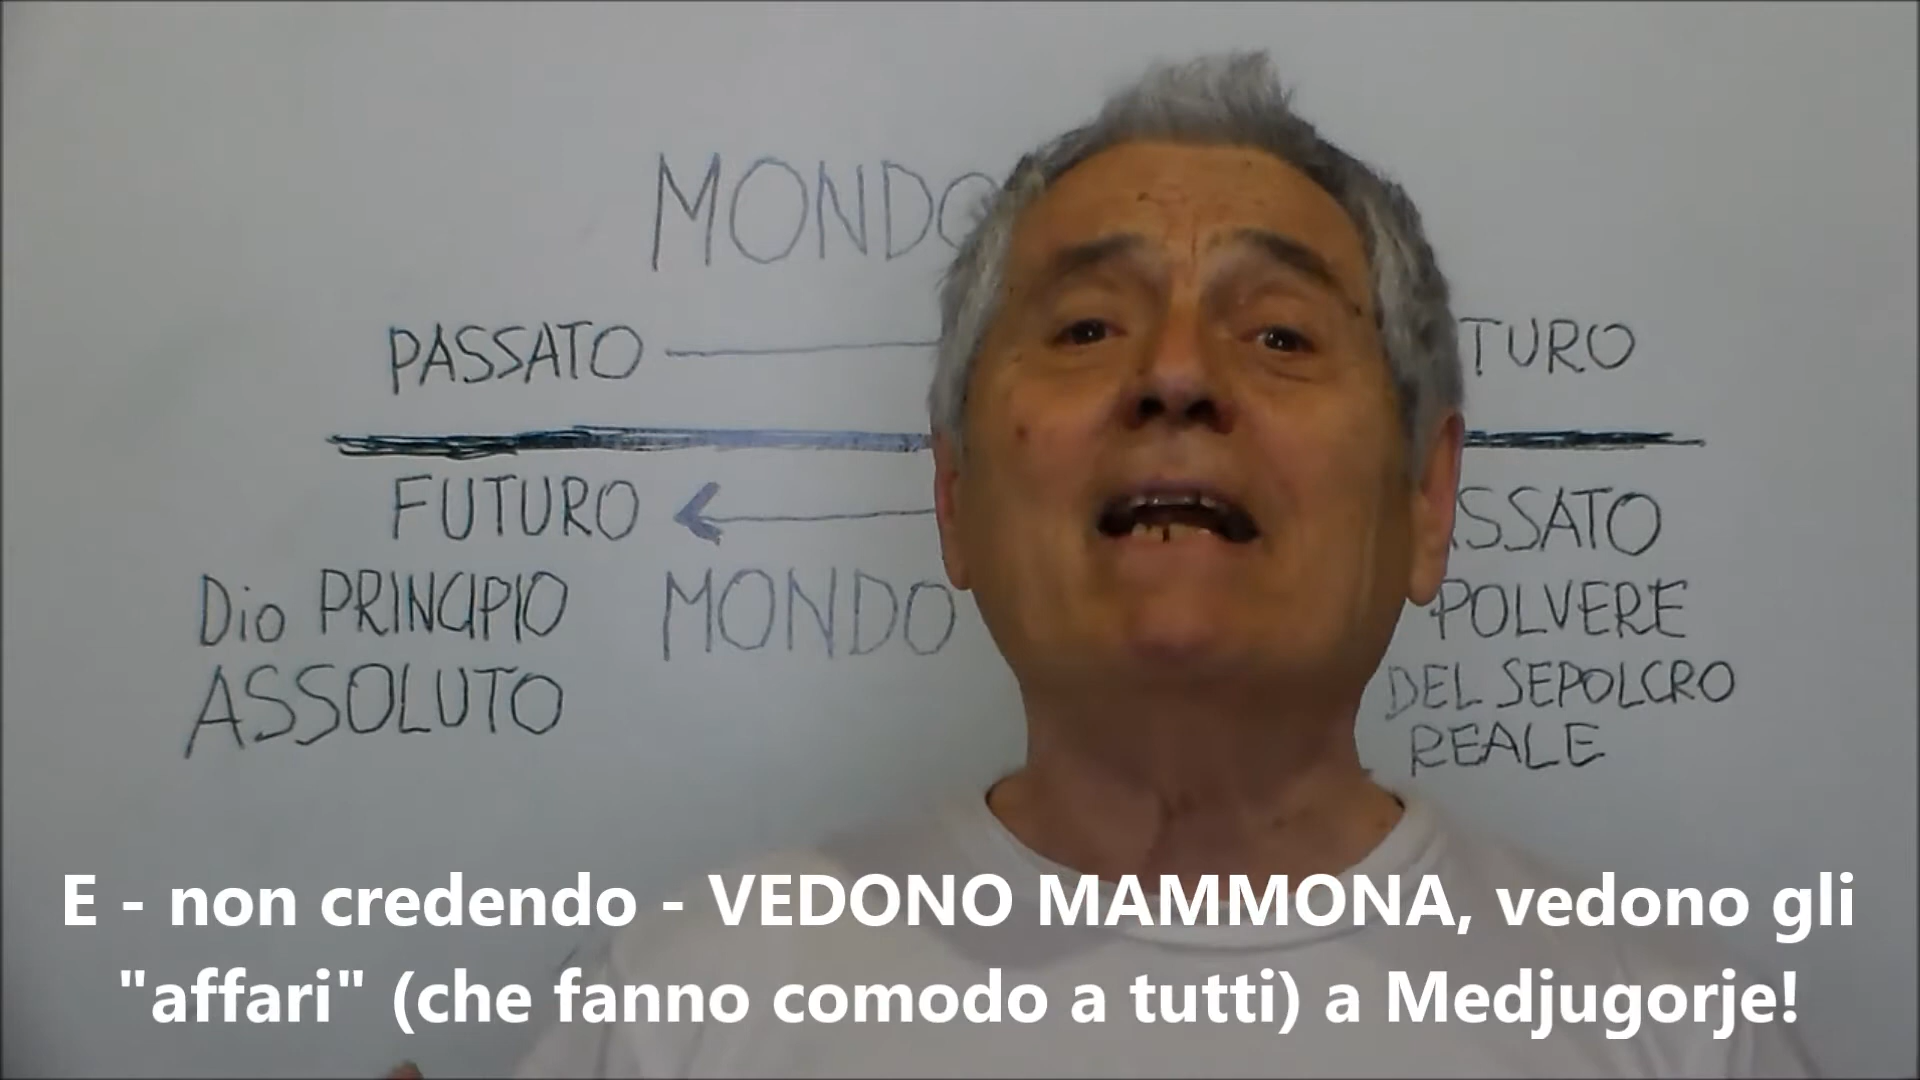 MONDO
PASSATO TURO
FUTURO SSATO
Dio PRINCIPIO MONDO POLVERE
ASSOLUTO DEL SEPOLCRO
REALE
E - non credendo - VEDONO MAMMONA, vedono gli
"affari" (che fanno comodo a tutti) a Medjugorje!